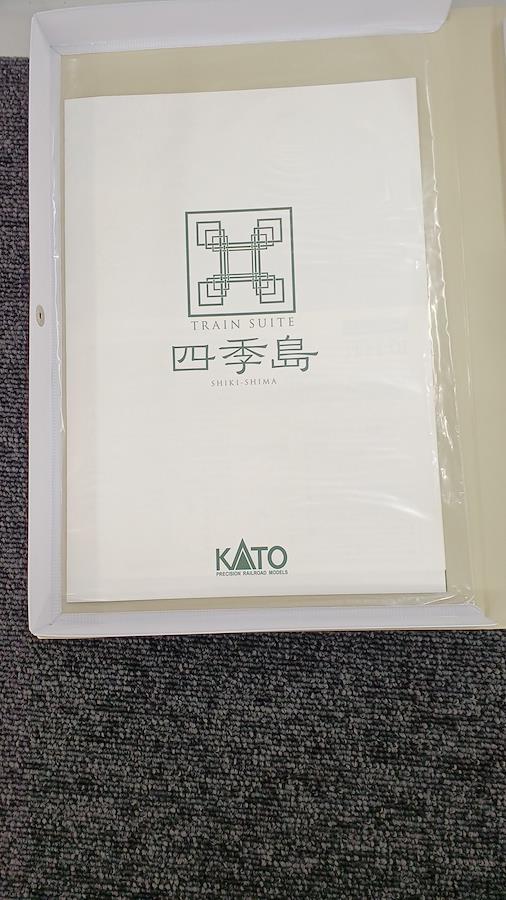 TRAIN SUITE
四季島
SHIKI-SHIMA
KATO
PRECISION RAILROAD MODELS